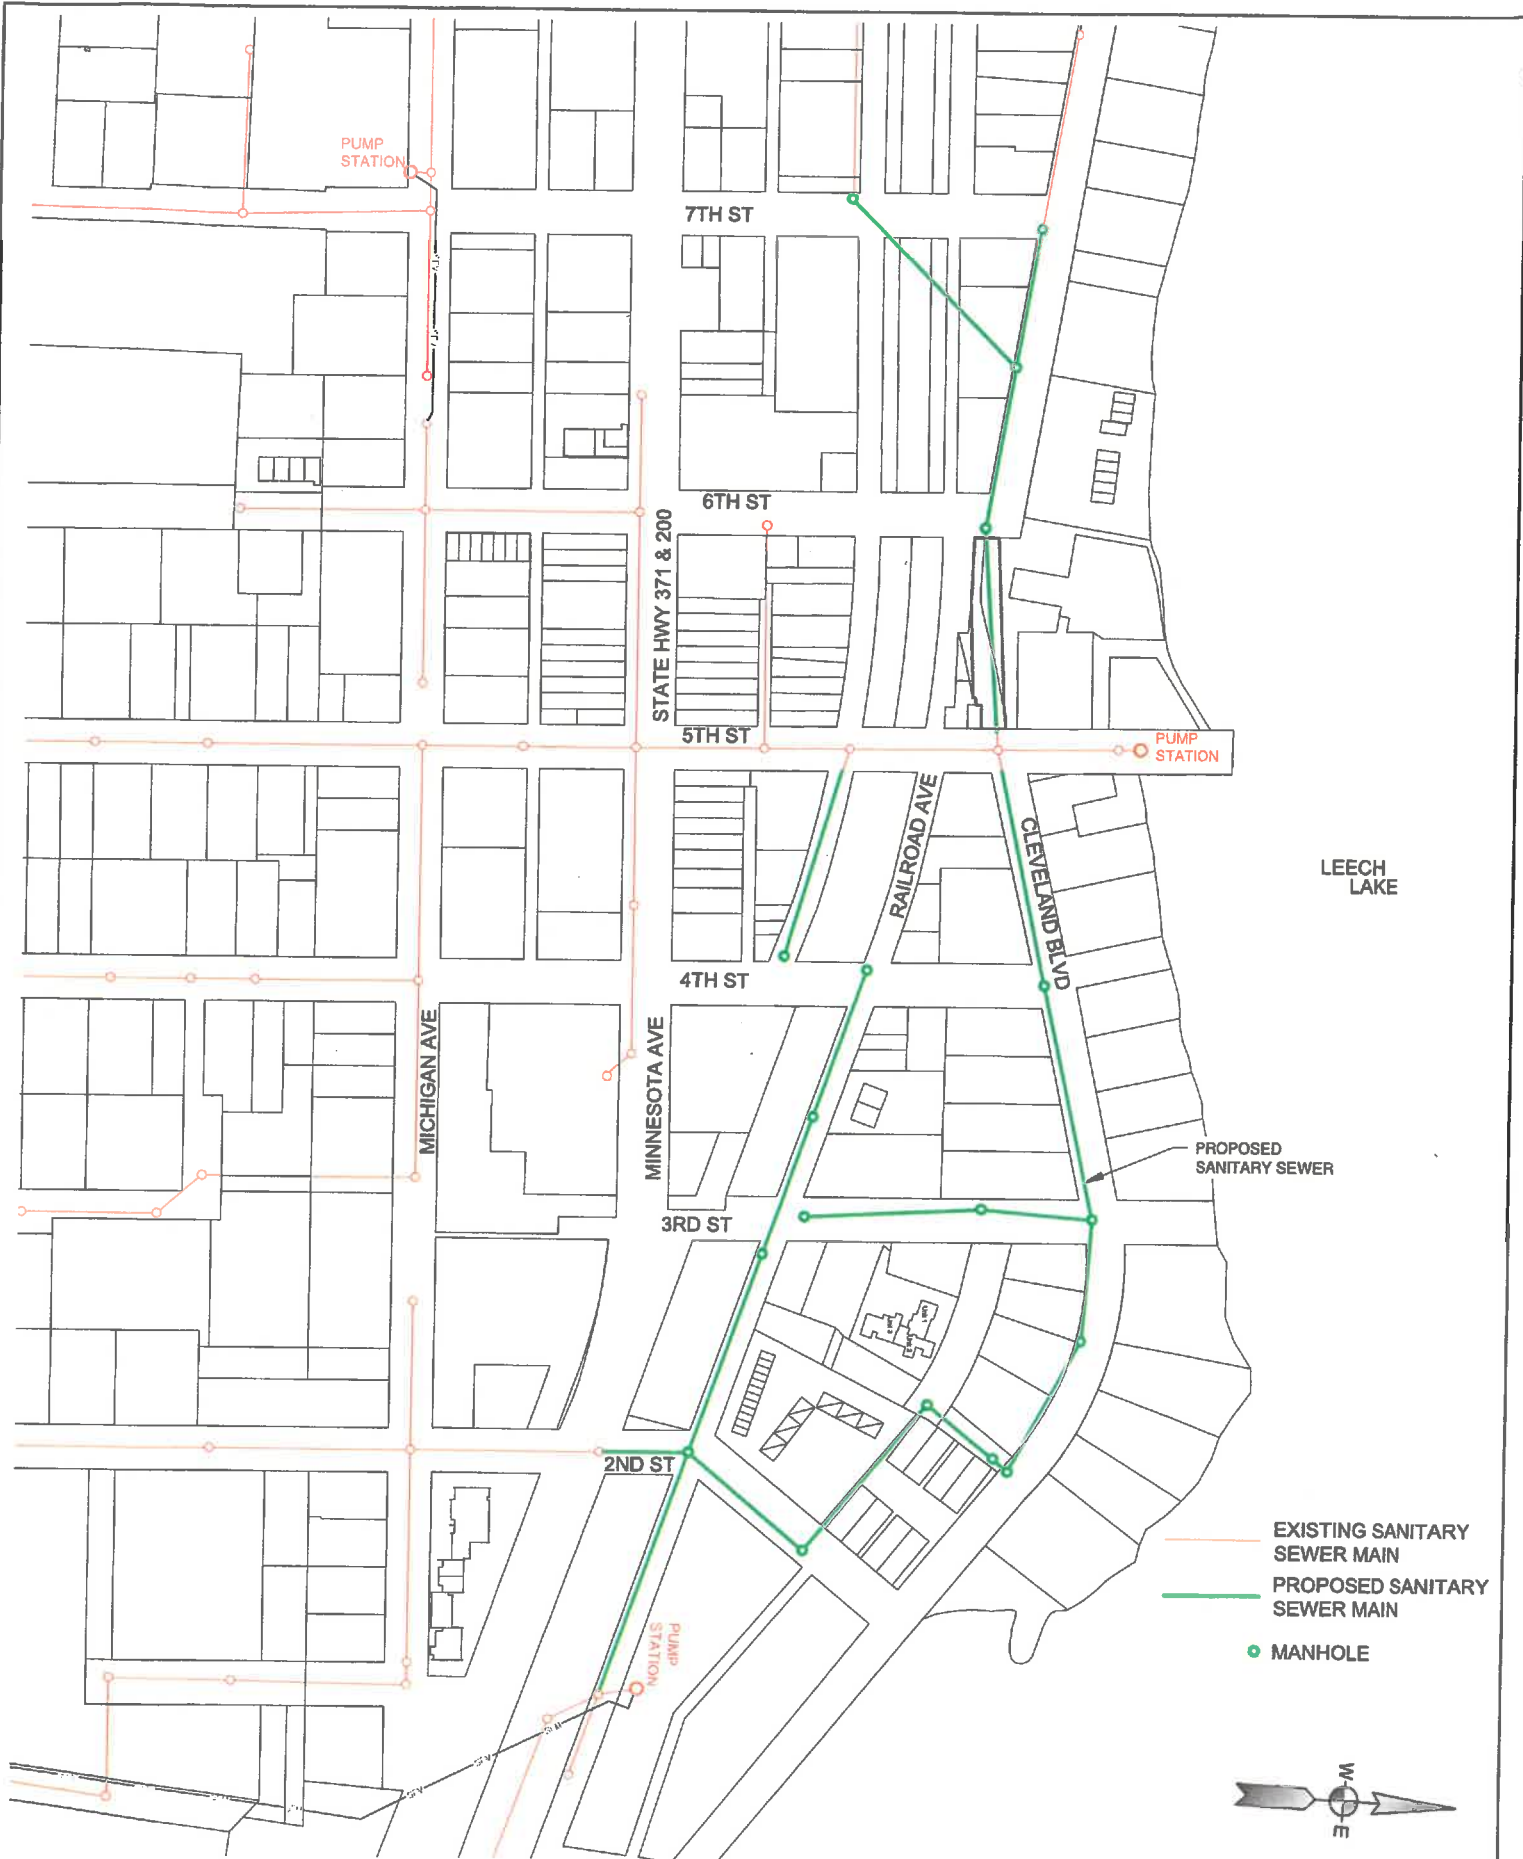 PUMP
STATION
7TH ST
6TH ST
STATE HWY 371 & 200
5TH ST
PUMP
STATION
RAILROAD AVE
CLEVELAND BLVD
LEECH
LAKE
4TH ST
MICHIGAN AVE
MINNESOTA AVE
PROPOSED
SANITARY SEWER
3RD ST
2ND ST
EXISTING SANITARY
SEWER MAIN
PROPOSED SANITARY
SEWER MAIN
MANHOLE
PUMP
STATION
W
E